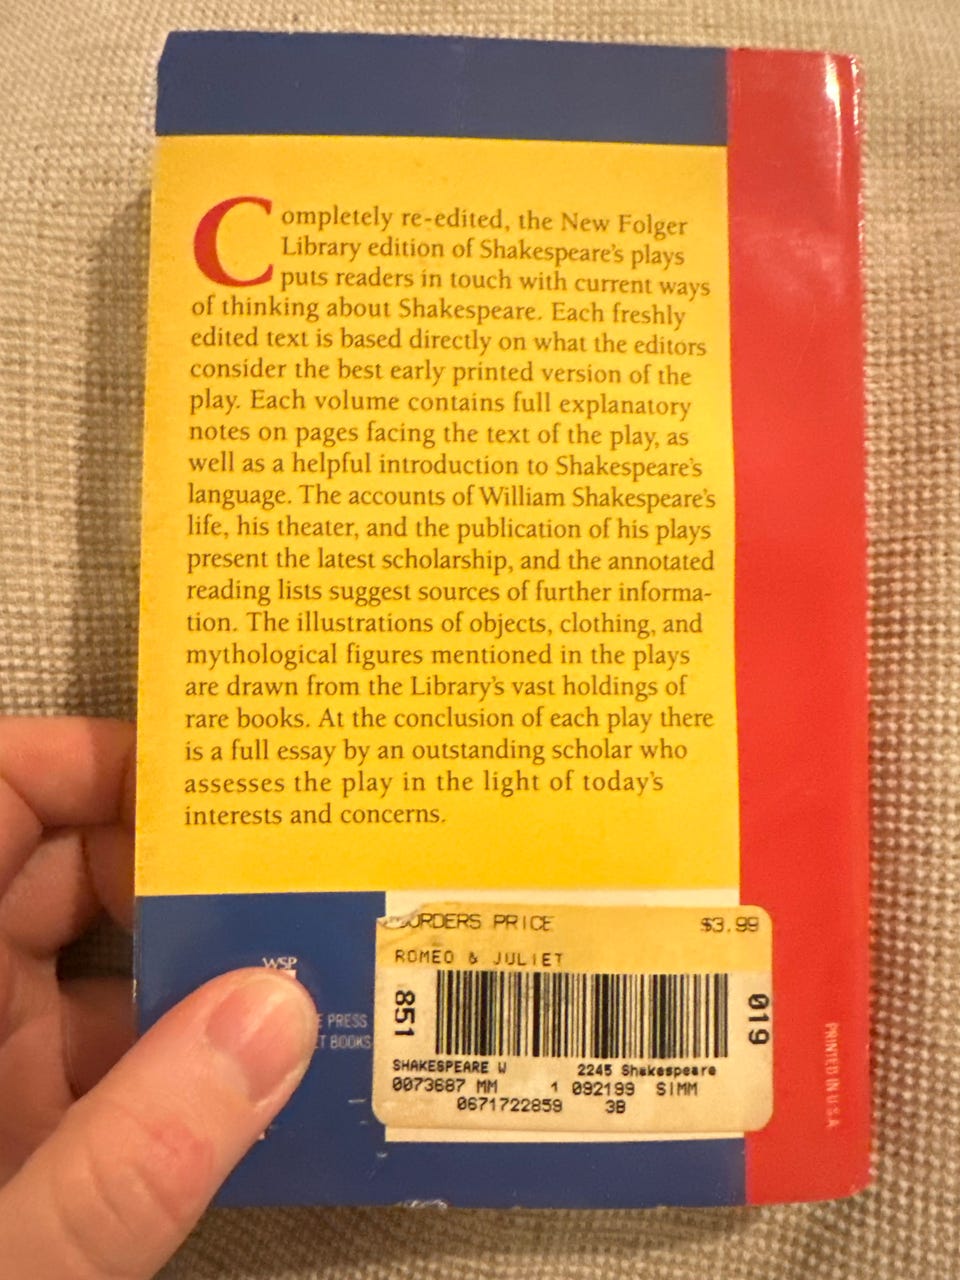 Completely re-edited, the New Folger
Library edition of Shakespeare's plays
puts readers in touch with current ways
of thinking about Shakespeare. Each freshly
edited text is based directly on what the editors
consider the best early printed version of the
play. Each volume contains full explanatory
notes on pages facing the text of the play, as
well as a helpful introduction to Shakespeare's
language. The accounts of William Shakespeare's
life, his theater, and the publication of his plays
present the latest scholarship, and the annotated
reading lists suggest sources of further informa-
tion. The illustrations of objects, clothing, and
mythological figures mentioned in the plays
are drawn from the Library's vast holdings of
rare books. At the conclusion of each play there
is a full essay by an outstanding scholar who
assesses the play in the light of today's
interests and concerns.
WSP
PRESS
BOOKS
BORDERS PRICE $3.99
ROMEO & JULIET
851 019
SHAKESPEARE W 2245 Shakespeare
0073687 MM 1 092199 SIMM
0671722859 3B
PRINTED IN U.S.A.